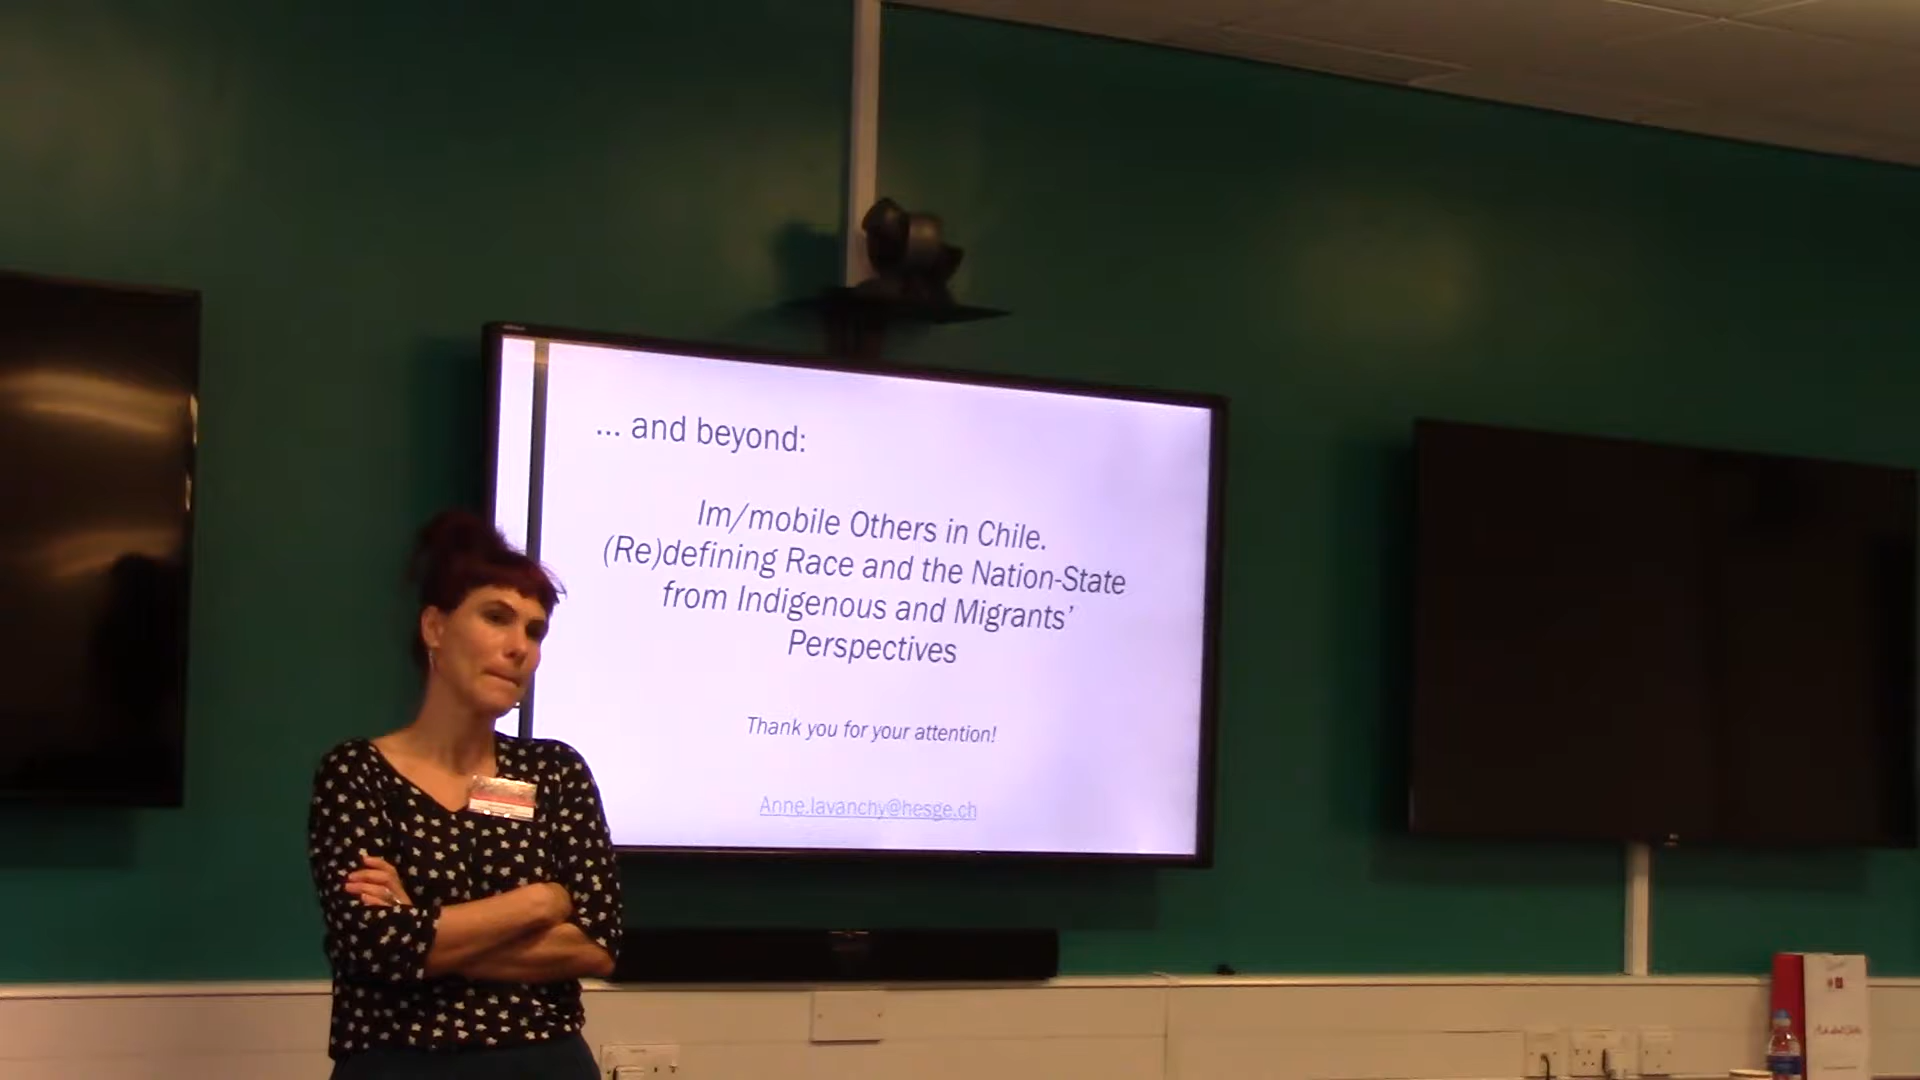 ... and beyond:
Im/mobile Others in Chile.
(Re)defining Race and the Nation-State
from Indigenous and Migrants'
Perspectives
Thank you for your attention!
Anne.lavanchy@hesge.ch